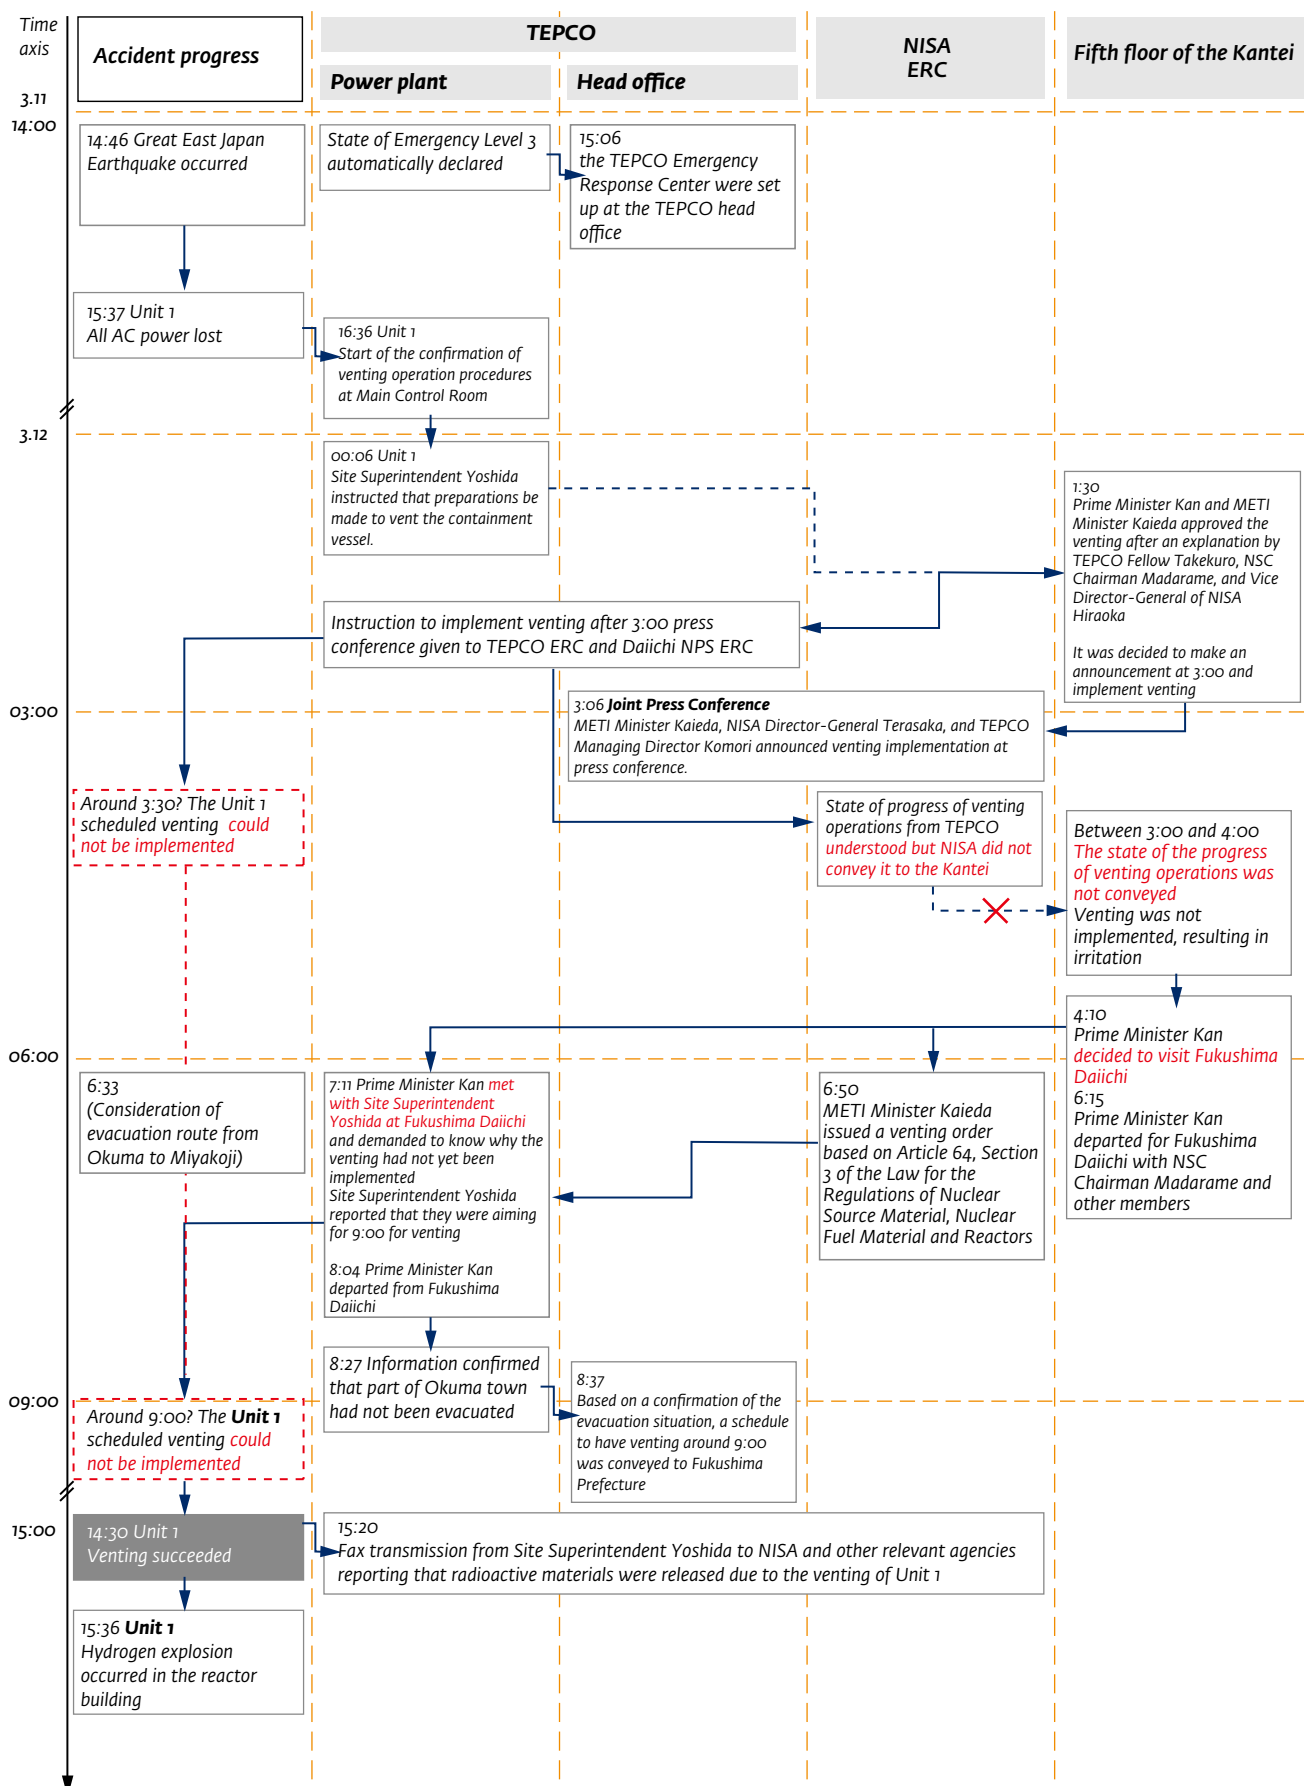 Time
axis
3.11
14:00
Accident progress
TEPCO
Power plant
Head office
NISA
ERC
Fifth floor of the Kantei
14:46 Great East Japan
Earthquake occurred
State of Emergency Level 3
automatically declared
15:06
the TEPCO Emergency
Response Center were set
up at the TEPCO head
office
15:37 Unit 1
All AC power lost
16:36 Unit 1
Start of the confirmation of
venting operation procedures
at Main Control Room
3.12
00:06 Unit 1
Site Superintendent Yoshida
instructed that preparations be
made to vent the containment
vessel.
1:30
Prime Minister Kan and METI
Minister Kaieda approved the
venting after an explanation by
TEPCO Fellow Takekuro, NSC
Chairman Madarame, and Vice
Director-General of NISA
Hiraoka
It was decided to make an
announcement at 3:00 and
implement venting
Instruction to implement venting after 3:00 press
conference given to TEPCO ERC and Daiichi NPS ERC
03:00
3:06 Joint Press Conference
METI Minister Kaieda, NISA Director-General Terasaka, and TEPCO
Managing Director Komori announced venting implementation at
press conference.
Around 3:30? The Unit 1
scheduled venting could
not be implemented
State of progress of venting
operations from TEPCO
understood but NISA did not
convey it to the Kantei
Between 3:00 and 4:00
The state of the progress
of venting operations was
not conveyed
Venting was not
implemented, resulting in
irritation
4:10
Prime Minister Kan
decided to visit Fukushima
Daiichi
6:15
Prime Minister Kan
departed for Fukushima
Daiichi with NSC
Chairman Madarame and
other members
06:00
6:33
(Consideration of
evacuation route from
Okuma to Miyakoji)
7:11 Prime Minister Kan met
with Site Superintendent
Yoshida at Fukushima Daiichi
and demanded to know why the
venting had not yet been
implemented
Site Superintendent Yoshida
reported that they were aiming
for 9:00 for venting
8:04 Prime Minister Kan
departed from Fukushima
Daiichi
6:50
METI Minister Kaieda
issued a venting order
based on Article 64, Section
3 of the Law for the
Regulations of Nuclear
Source Material, Nuclear
Fuel Material and Reactors
8:27 Information confirmed
that part of Okuma town
had not been evacuated
8:37
Based on a confirmation of the
evacuation situation, a schedule
to have venting around 9:00
was conveyed to Fukushima
Prefecture
09:00
Around 9:00? The Unit 1
scheduled venting could
not be implemented
15:00
14:30 Unit 1
Venting succeeded
15:20
Fax transmission from Site Superintendent Yoshida to NISA and other relevant agencies
reporting that radioactive materials were released due to the venting of Unit 1
15:36 Unit 1
Hydrogen explosion
occurred in the reactor
building